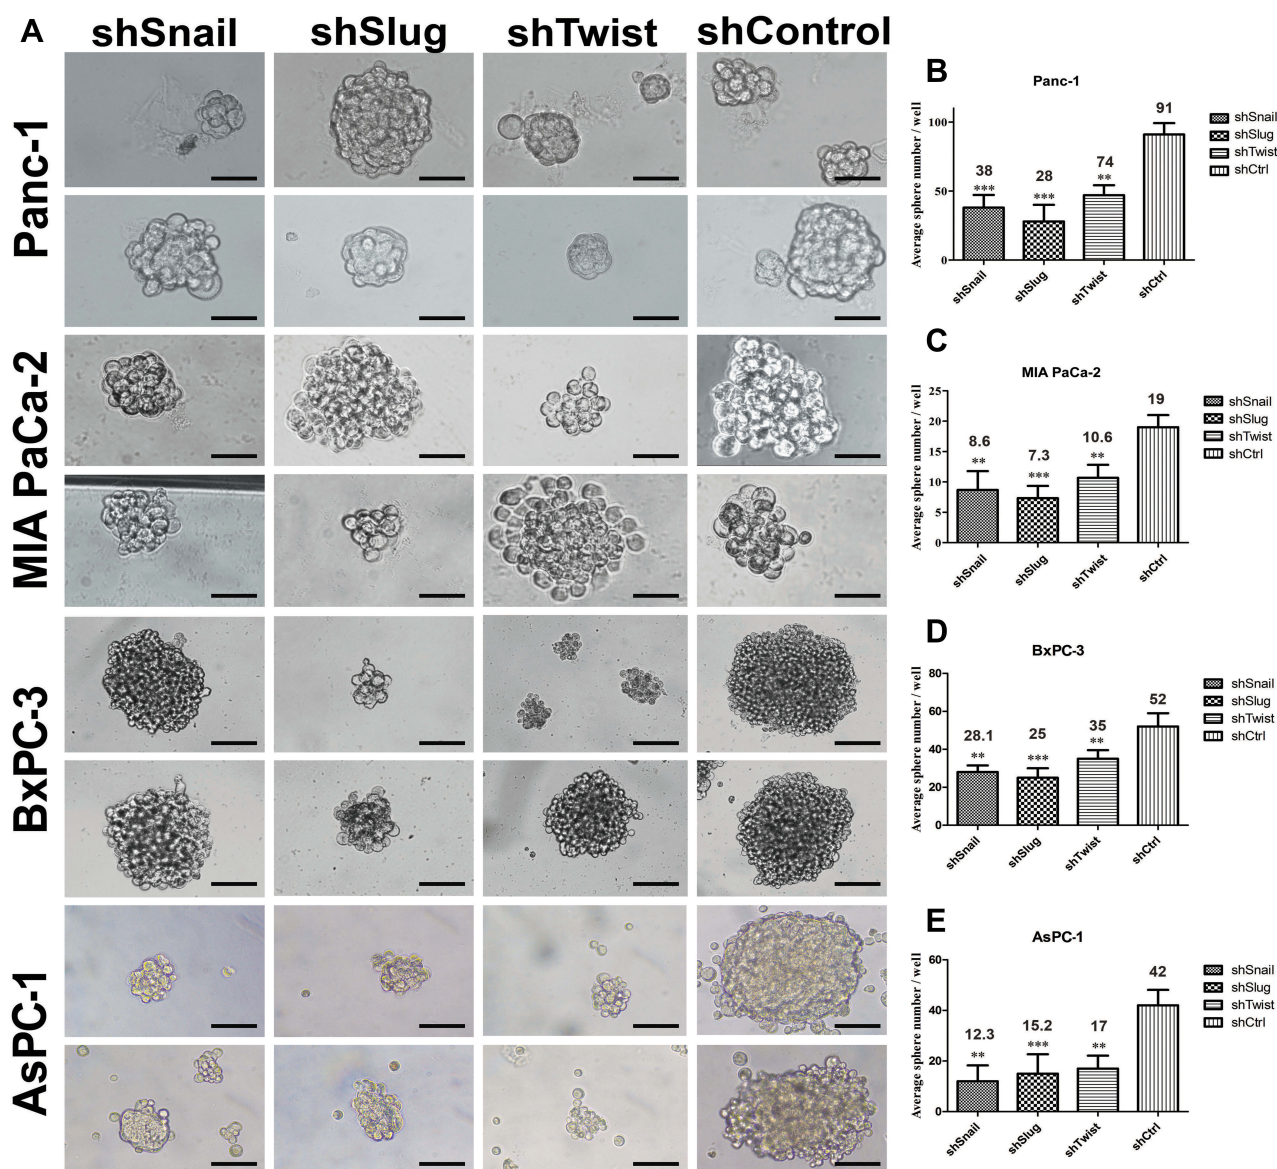 A
shSnail shSlug shTwist shControl
Panc-1
MIA PaCa-2
BxPC-3
AsPC-1
B
Panc-1
Average sphere number / well
100
50
0
38
***
28
***
74
**
91
shSnail
shSlug
shTwist
shCtrl
shSnail
shSlug
shTwist
shCtrl
C
MIA PaCa-2
Average sphere number / well
25
20
15
10
5
0
8.6
**
7.3
***
10.6
**
19
shSnail
shSlug
shTwist
shCtrl
shSnail
shSlug
shTwist
shCtrl
D
BxPC-3
Average sphere number / well
80
60
40
20
0
28.1
**
25
***
35
**
52
shSnail
shSlug
shTwist
shCtrl
shSnail
shSlug
shTwist
shCtrl
E
AsPC-1
Average sphere number / well
60
40
20
0
12.3
**
15.2
***
17
**
42
shSnail
shSlug
shTwist
shCtrl
shSnail
shSlug
shTwist
shCtrl